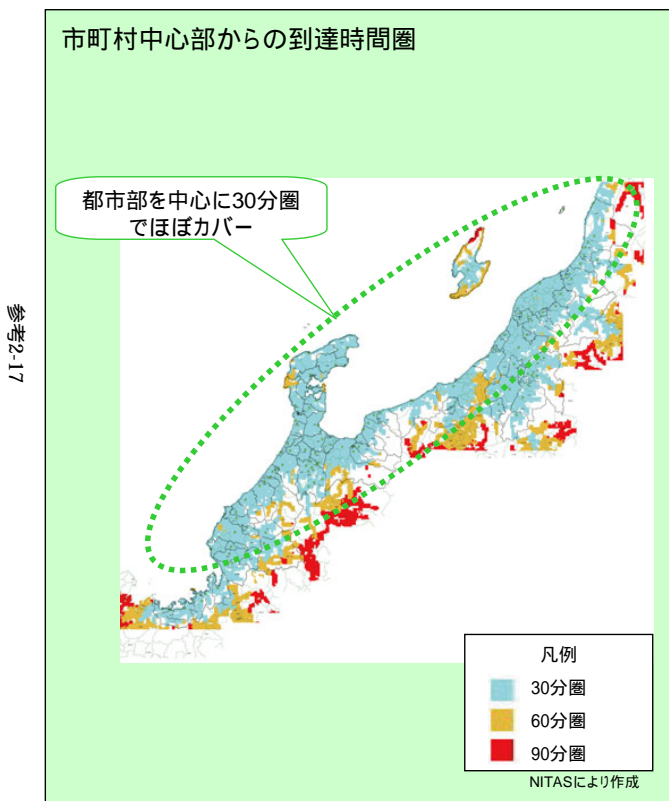 市町村中心部からの到達時間圏
都市部を中心に30分圏
でほぼカバー
参考2-17
凡例
30分圏
60分圏
90分圏
NITASにより作成